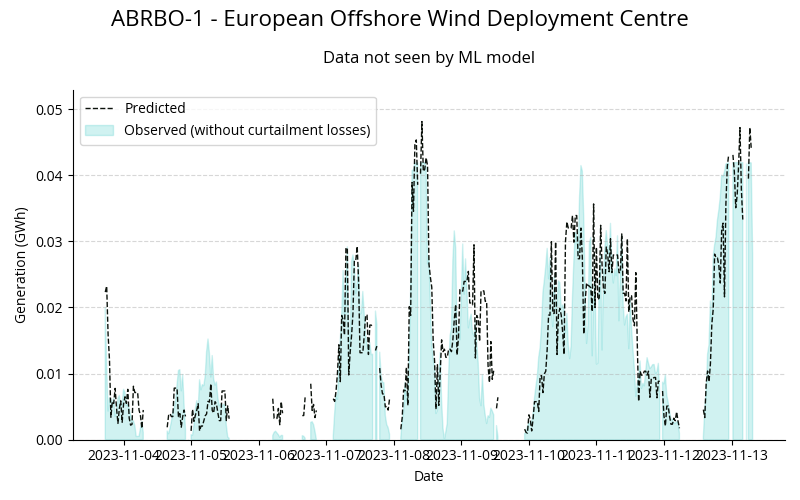 ABRBO-1 - European Offshore Wind Deployment Centre
Data not seen by ML model
Predicted
Observed (without curtailment losses)
Generation (GWh)
0.05
0.04
0.03
0.02
0.01
0.00
2023-11-04 2023-11-05 2023-11-06 2023-11-07 2023-11-08 2023-11-09 2023-11-10 2023-11-11 2023-11-12 2023-11-13
Date